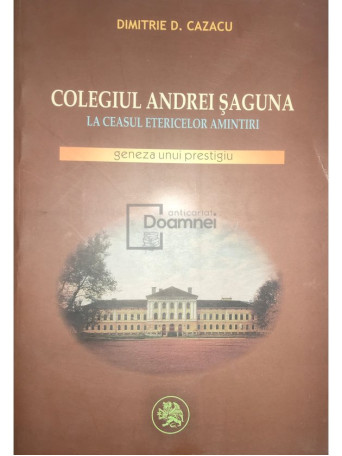 DIMITRIE D. CAZACU
COLEGIUL ANDREI ŞAGUNA
LA CEASUL ETERICELOR AMINTIRI
geneza unui prestigiu
anticariat
Doamnei